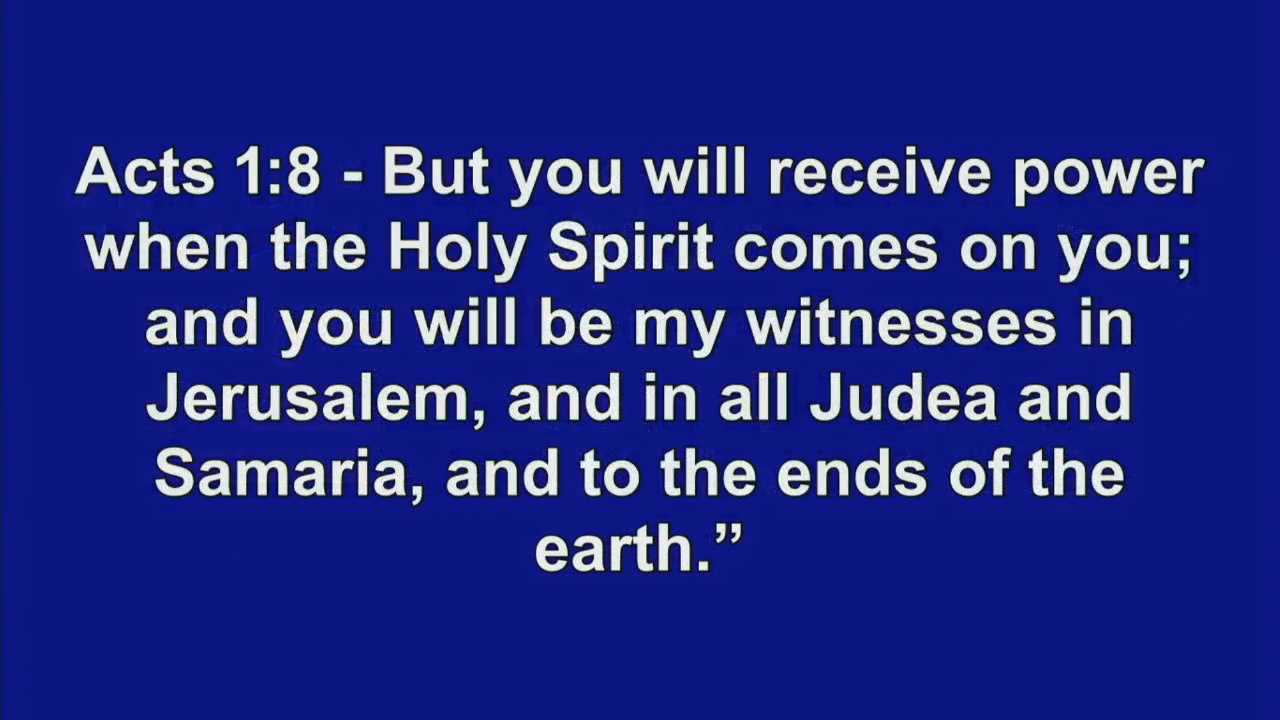 Acts 1:8 - But you will receive power
when the Holy Spirit comes on you;
and you will be my witnesses in
Jerusalem, and in all Judea and
Samaria, and to the ends of the
earth.”